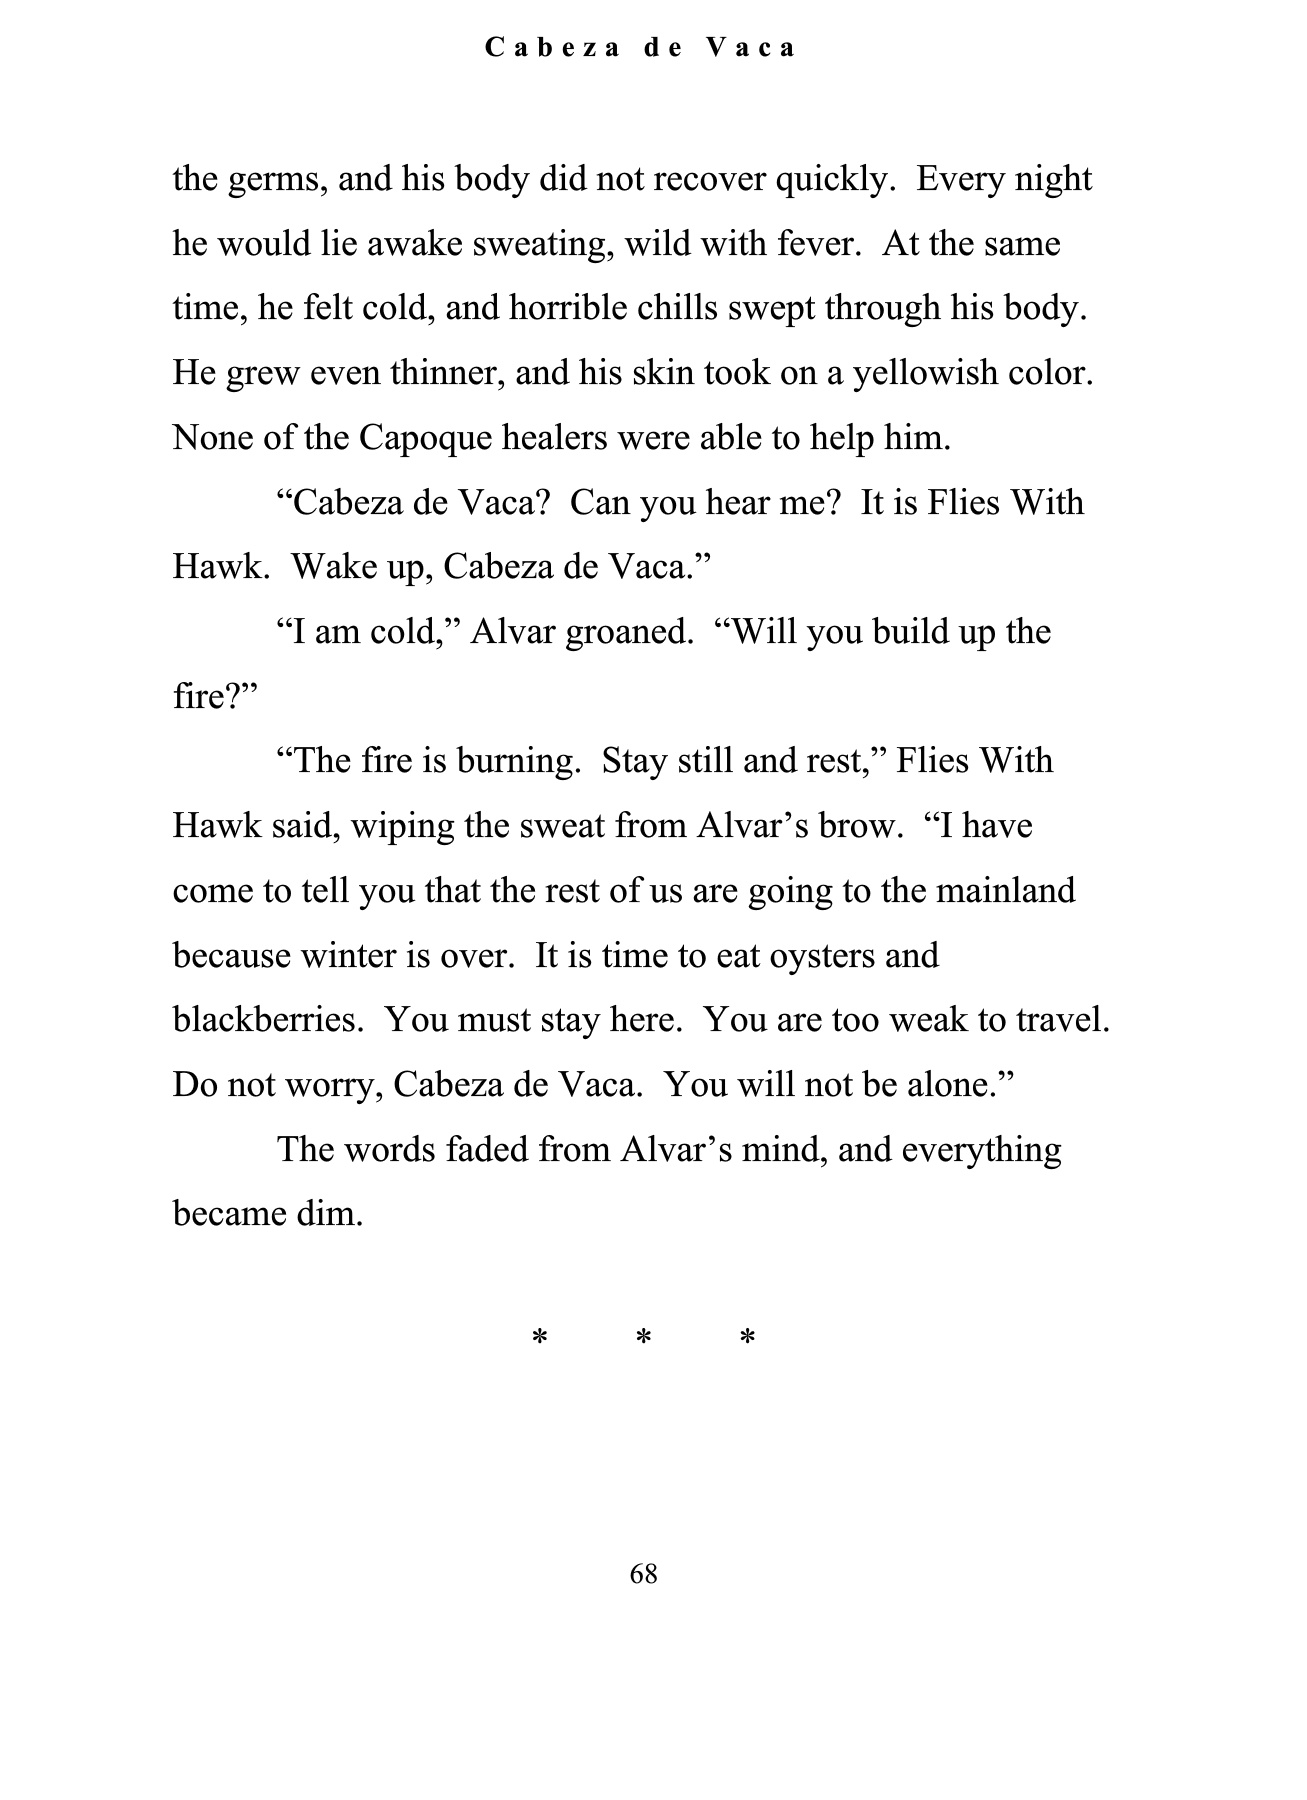 Cabeza de Vaca
the germs, and his body did not recover quickly.  Every night
he would lie awake sweating, wild with fever.  At the same
time, he felt cold, and horrible chills swept through his body.
He grew even thinner, and his skin took on a yellowish color.
None of the Capoque healers were able to help him.
“Cabeza de Vaca?  Can you hear me?  It is Flies With
Hawk.  Wake up, Cabeza de Vaca.”
“I am cold,” Alvar groaned.  “Will you build up the
fire?”
“The fire is burning.  Stay still and rest,” Flies With
Hawk said, wiping the sweat from Alvar’s brow.  “I have
come to tell you that the rest of us are going to the mainland
because winter is over.  It is time to eat oysters and
blackberries.  You must stay here.  You are too weak to travel.
Do not worry, Cabeza de Vaca.  You will not be alone.”
The words faded from Alvar’s mind, and everything
became dim.
* * *
68